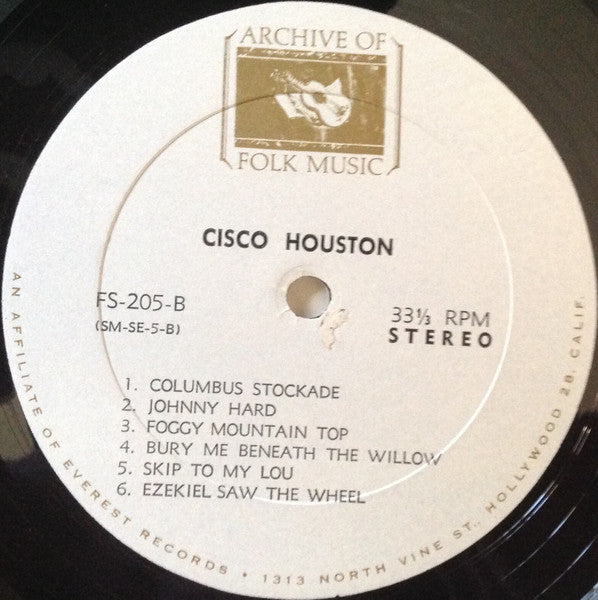 ARCHIVE OF
FOLK MUSIC
CISCO HOUSTON
FS-205-B
(SM-SE-5-B)
33⅓ RPM
STEREO
1. COLUMBUS STOCKADE
2. JOHNNY HARD
3. FOGGY MOUNTAIN TOP
4. BURY ME BENEATH THE WILLOW
5. SKIP TO MY LOU
6. EZEKIEL SAW THE WHEEL
AN AFFILIATE OF EVEREST RECORDS • 1313 NORTH VINE ST., HOLLYWOOD 28, CALIF.